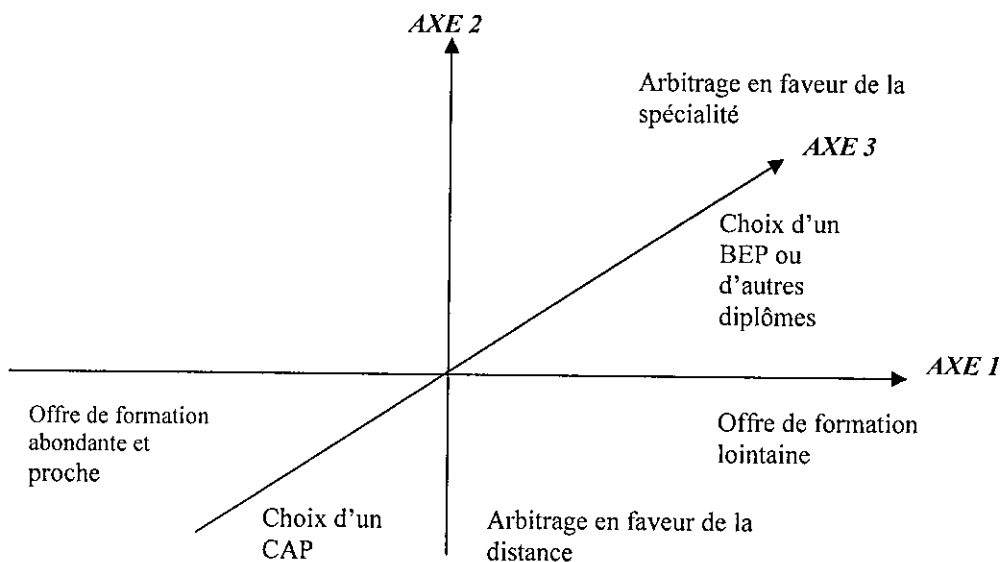 AXE 2
Arbitrage en faveur de la
spécialité
AXE 3
Choix d'un
BEP ou
d'autres
diplômes
AXE 1
Offre de formation
abondante et
proche
Offre de formation
lointaine
Choix d'un
CAP
Arbitrage en faveur de la
distance